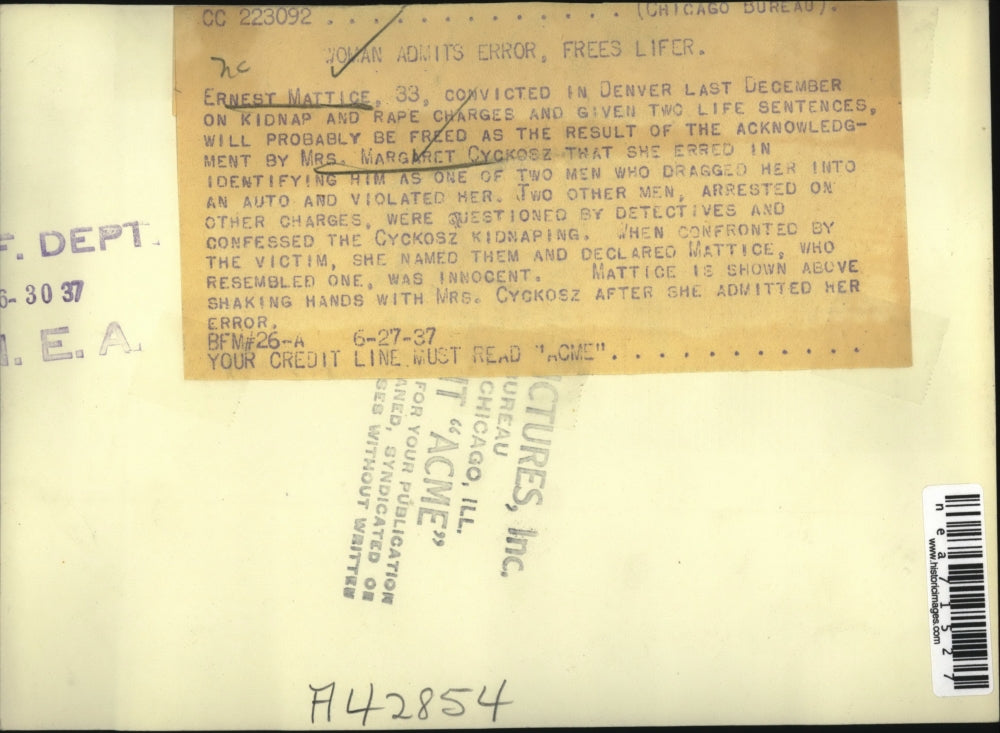 CC 223092 . . . . . . . . . . . . (CHICAGO BUREAU).
WOMAN ADMITS ERROR, FREES LIFER.
nc
ERNEST MATTICE, 33, CONVICTED IN DENVER LAST DECEMBER
ON KIDNAP AND RAPE CHARGES AND GIVEN TWO LIFE SENTENCES,
WILL PROBABLY BE FREED AS THE RESULT OF THE ACKNOWLEDG-
MENT BY MRS. MARGARET CYCKOSZ THAT SHE ERRED IN
IDENTIFYING HIM AS ONE OF TWO MEN WHO DRAGGED HER INTO
AN AUTO AND VIOLATED HER. TWO OTHER MEN, ARRESTED ON
OTHER CHARGES, WERE QUESTIONED BY DETECTIVES AND
CONFESSED THE CYCKOSZ KIDNAPING. WHEN CONFRONTED BY
THE VICTIM, SHE NAMED THEM AND DECLARED MATTICE, WHO
RESEMBLED ONE, WAS INNOCENT. MATTICE IS SHOWN ABOVE
SHAKING HANDS WITH MRS. CYCKOSZ AFTER SHE ADMITTED HER
ERROR.
BFM#26-A 6-27-37
YOUR CREDIT LINE MUST READ "ACME". . . . . . . . . . . .
F. DEPT.
6-30 37
N. E. A.
CTURES, Inc.
UREAU
CHICAGO, ILL.
IT "ACME"
FOR YOUR PUBLICATION
ANED, SYNDICATED OR
SES WITHOUT WRITTEN
nea71527
www.historicimages.com
A42854